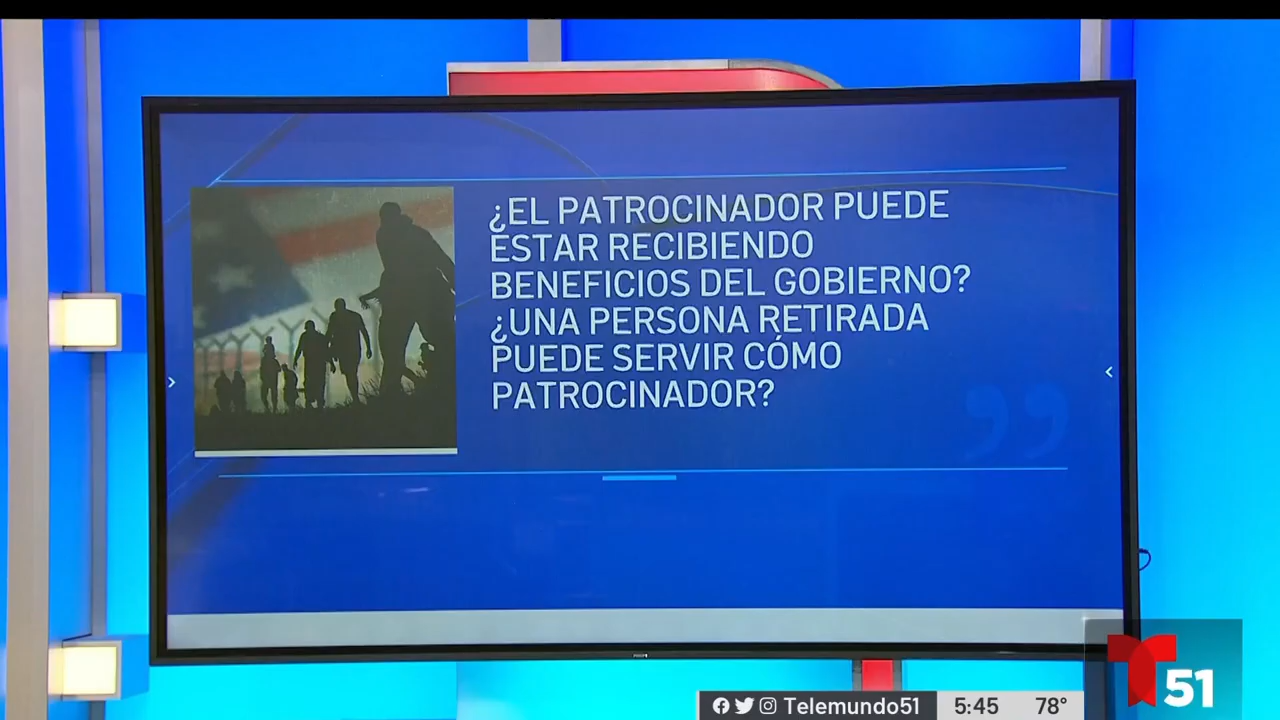 ¿EL PATROCINADOR PUEDE
ESTAR RECIBIENDO
BENEFICIOS DEL GOBIERNO?
¿UNA PERSONA RETIRADA
PUEDE SERVIR CÓMO
PATROCINADOR?
51
Telemundo51 5:45 78°